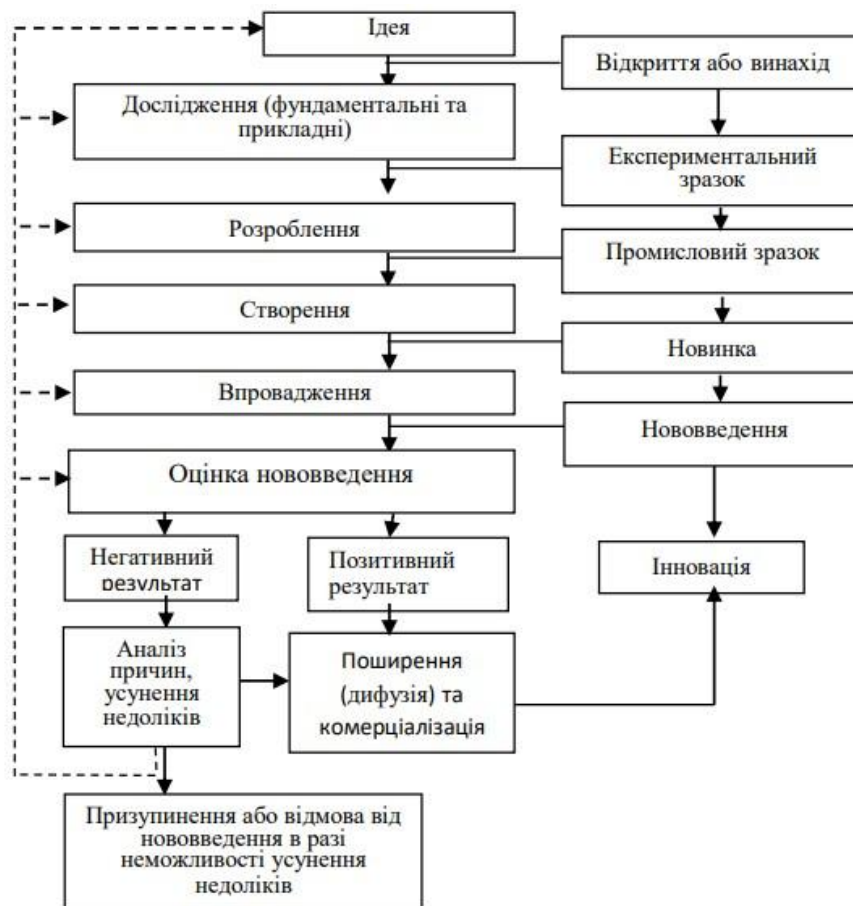 Ідея
Відкриття або винахід
Дослідження (фундаментальні та
прикладні)
Експериментальний
зразок
Розроблення
Промисловий зразок
Створення
Новинка
Впровадження
Нововведення
Оцінка нововведення
Негативний
результат
Позитивний
результат
Інновація
Аналіз
причин,
усунення
недоліків
Поширення
(дифузія) та
комерціалізація
Призупинення або відмова від
нововведення в разі
неможливості усунення
недоліків